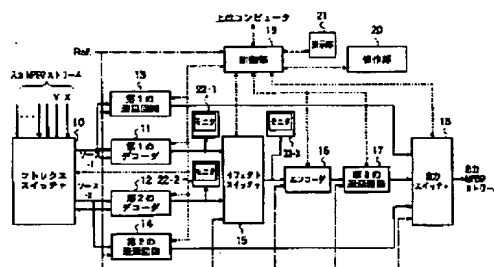 上位コンピュータ
21
19
20
Ref.
制御部
表示部
操作部
入力MPEGストリーム
Y X
13
第1の
遅延回路
22-1
モニタ
モニタ
18
10
11
第1の
デコーダ
22-3
16
17
マトリクス
スイッチャ
ソース
-1
モニタ
エフェクト
スイッチャ
エンコーダ
第3の
遅延回路
出力
スイッチャ
出力
MPEG
ストリーム
12
22-2
ソース
-2
第2の
デコーダ
14
第2の
遅延回路
15